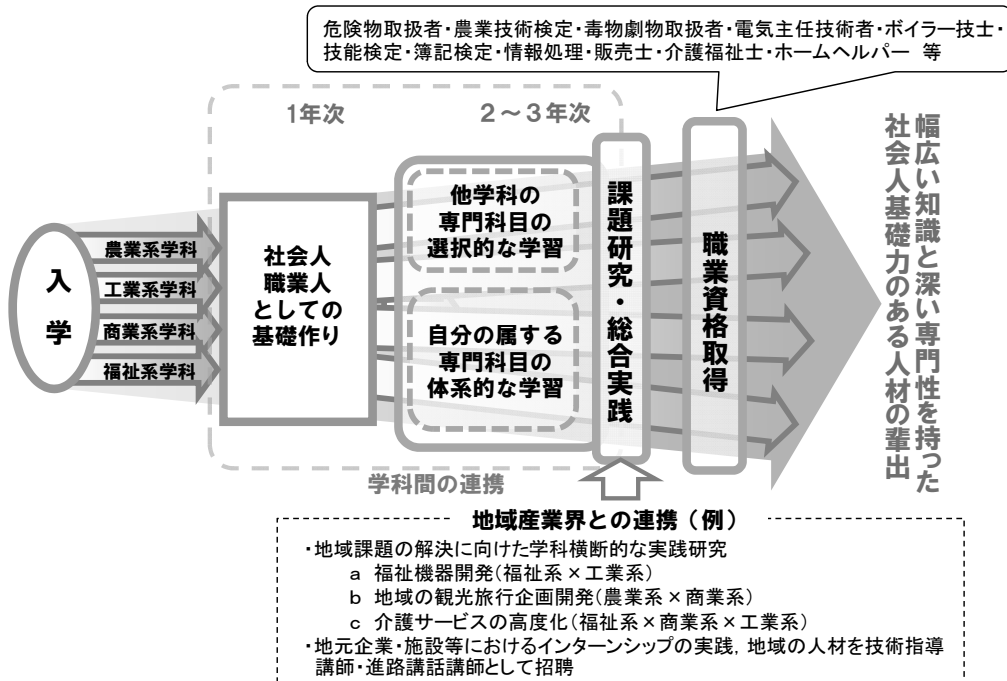 危険物取扱者・農業技術検定・毒物劇物取扱者・電気主任技術者・ボイラー技士・
技能検定・簿記検定・情報処理・販売士・介護福祉士・ホームヘルパー 等
1年次
2~3年次
入
学
農業系学科
工業系学科
商業系学科
福祉系学科
社会人
職業人
としての
基礎作り
他学科の
専門科目の
選択的な学習
自分の属する
専門科目の
体系的な学習
課題研究・総合実践
職業資格取得
幅広い知識と深い専門性を持った
社会人基礎力のある人材の輩出
学科間の連携
地域産業界との連携(例)
・地域課題の解決に向けた学科横断的な実践研究
a 福祉機器開発(福祉系×工業系)
b 地域の観光旅行企画開発(農業系×商業系)
c 介護サービスの高度化(福祉系×商業系×工業系)
・地元企業・施設等におけるインターンシップの実践,地域の人材を技術指導
講師・進路講話講師として招聘